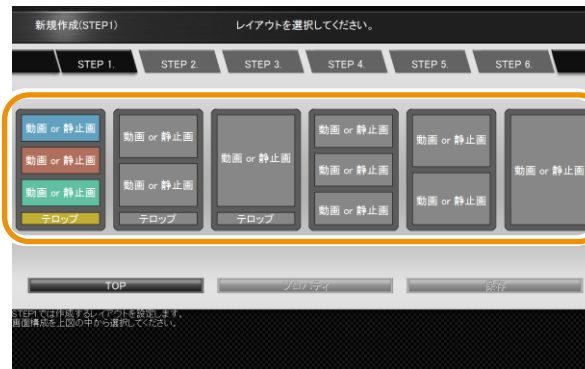 新規作成(STEP1)
レイアウトを選択してください。
STEP 1.
STEP 2.
STEP 3.
STEP 4.
STEP 5.
STEP 6.
動画 or 静止画
動画 or 静止画
動画 or 静止画
テロップ
動画 or 静止画
動画 or 静止画
テロップ
動画 or 静止画
テロップ
動画 or 静止画
動画 or 静止画
動画 or 静止画
動画 or 静止画
動画 or 静止画
動画 or 静止画
TOP
プロパティ
保存
STEP1では作成するレイアウトを設定します。
画面構成を上図の中から選択してください。